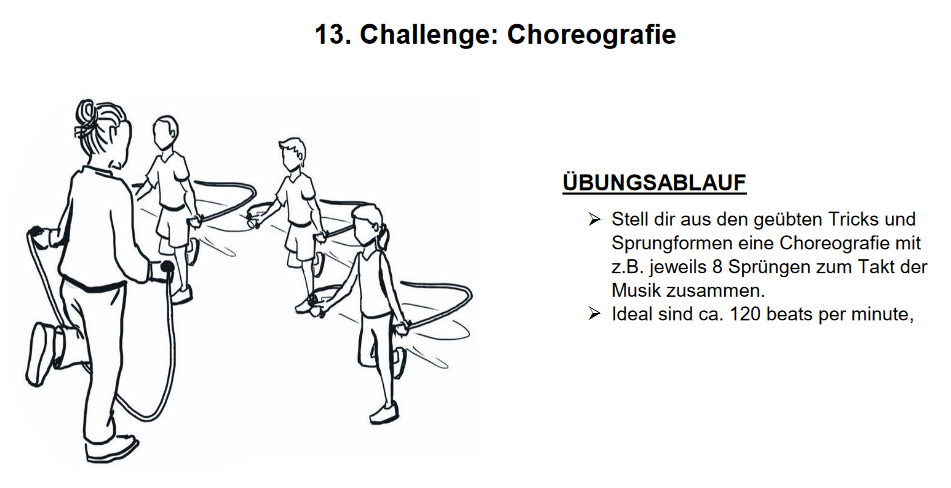 13. Challenge: Choreografie
ÜBUNGSABLAUF
➢ Stell dir aus den geübten Tricks und
Sprungformen eine Choreografie mit
z.B. jeweils 8 Sprüngen zum Takt der
Musik zusammen.
➢ Ideal sind ca. 120 beats per minute,